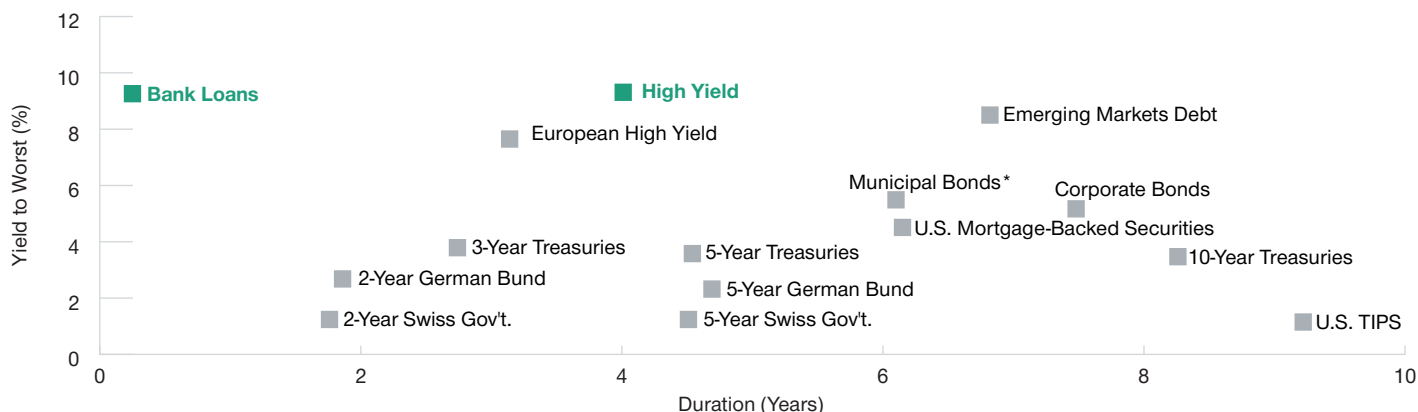 Yield to Worst (%)
12
10
8
6
4
2
0
Bank Loans
High Yield
Emerging Markets Debt
European High Yield
Municipal Bonds*
Corporate Bonds
U.S. Mortgage-Backed Securities
3-Year Treasuries
5-Year Treasuries
10-Year Treasuries
2-Year German Bund
5-Year German Bund
2-Year Swiss Gov't.
5-Year Swiss Gov't.
U.S. TIPS
0 2 4 6 8 10
Duration (Years)